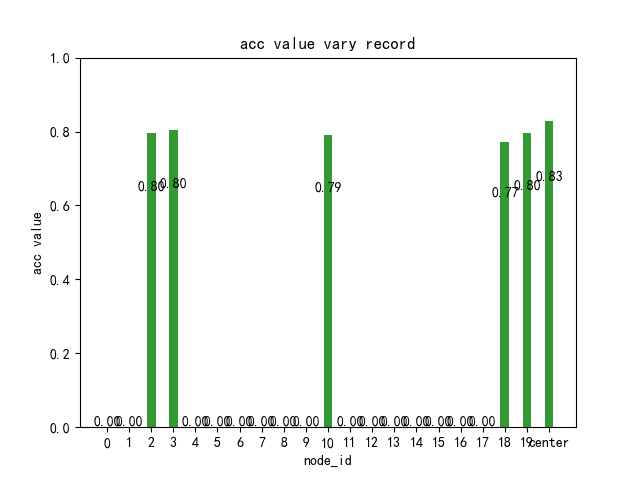 acc value vary record
1.0
0.8
0.6
0.4
0.2
0.0
acc value
0.00 0.00 0.80 0.80 0.00 0.00 0.00 0.00 0.00 0.00 0.79 0.00 0.00 0.00 0.00 0.00 0.00 0.00 0.77 0.80 0.83
0 1 2 3 4 5 6 7 8 9 10 11 12 13 14 15 16 17 18 19 center
node_id